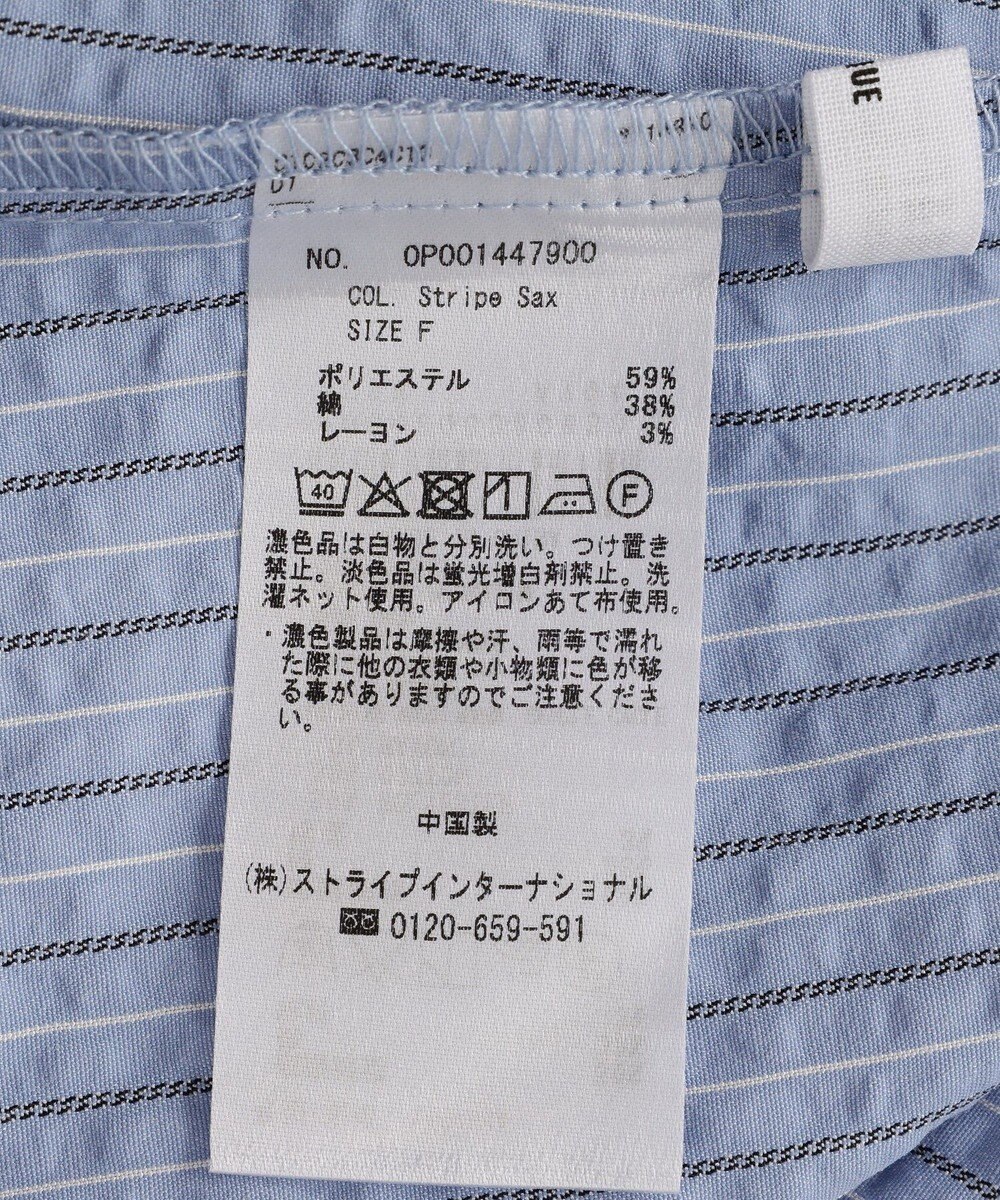 UE
D1
NO. 0P001447900
COL. Stripe Sax
SIZE F
ポリエステル 59%
綿 38%
レーヨン 3%
40
F
濃色品は白物と分別洗い。つけ置き
禁止。淡色品は蛍光増白剤禁止。洗
濯ネット使用。アイロンあて布使用。
・濃色製品は摩擦や汗、雨等で濡れ
た際に他の衣類や小物類に色が移
る事がありますのでご注意くださ
い。
中国製
(株)ストライプインターナショナル
0120-659-591